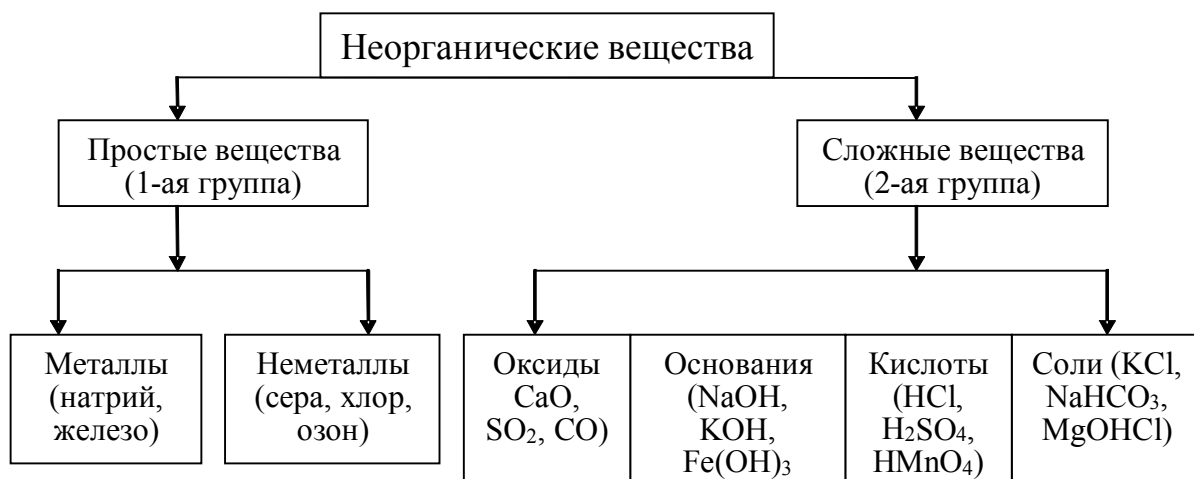 Неорганические вещества
Простые вещества
(1-ая группа)
Сложные вещества
(2-ая группа)
Металлы
(натрий,
железо)
Неметаллы
(сера, хлор,
озон)
Оксиды
CaO,
SO₂, CO)
Основания
(NaOH,
KOH,
Fe(OH)₃
Кислоты
(HCl,
H₂SO₄,
HMnO₄)
Соли (KCl,
NaHCO₃,
MgOHCl)